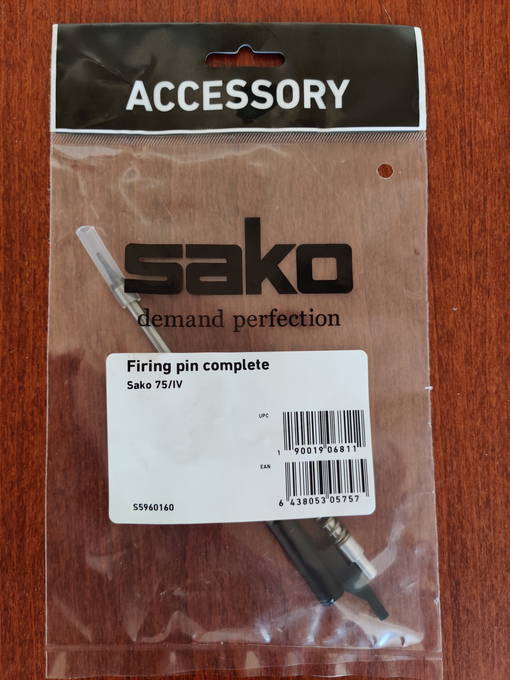 ACCESSORY
sako
demand perfection
Firing pin complete
Sako 75/IV
UPC
1 90019 06811
EAN
6 438053 05757
S5960160